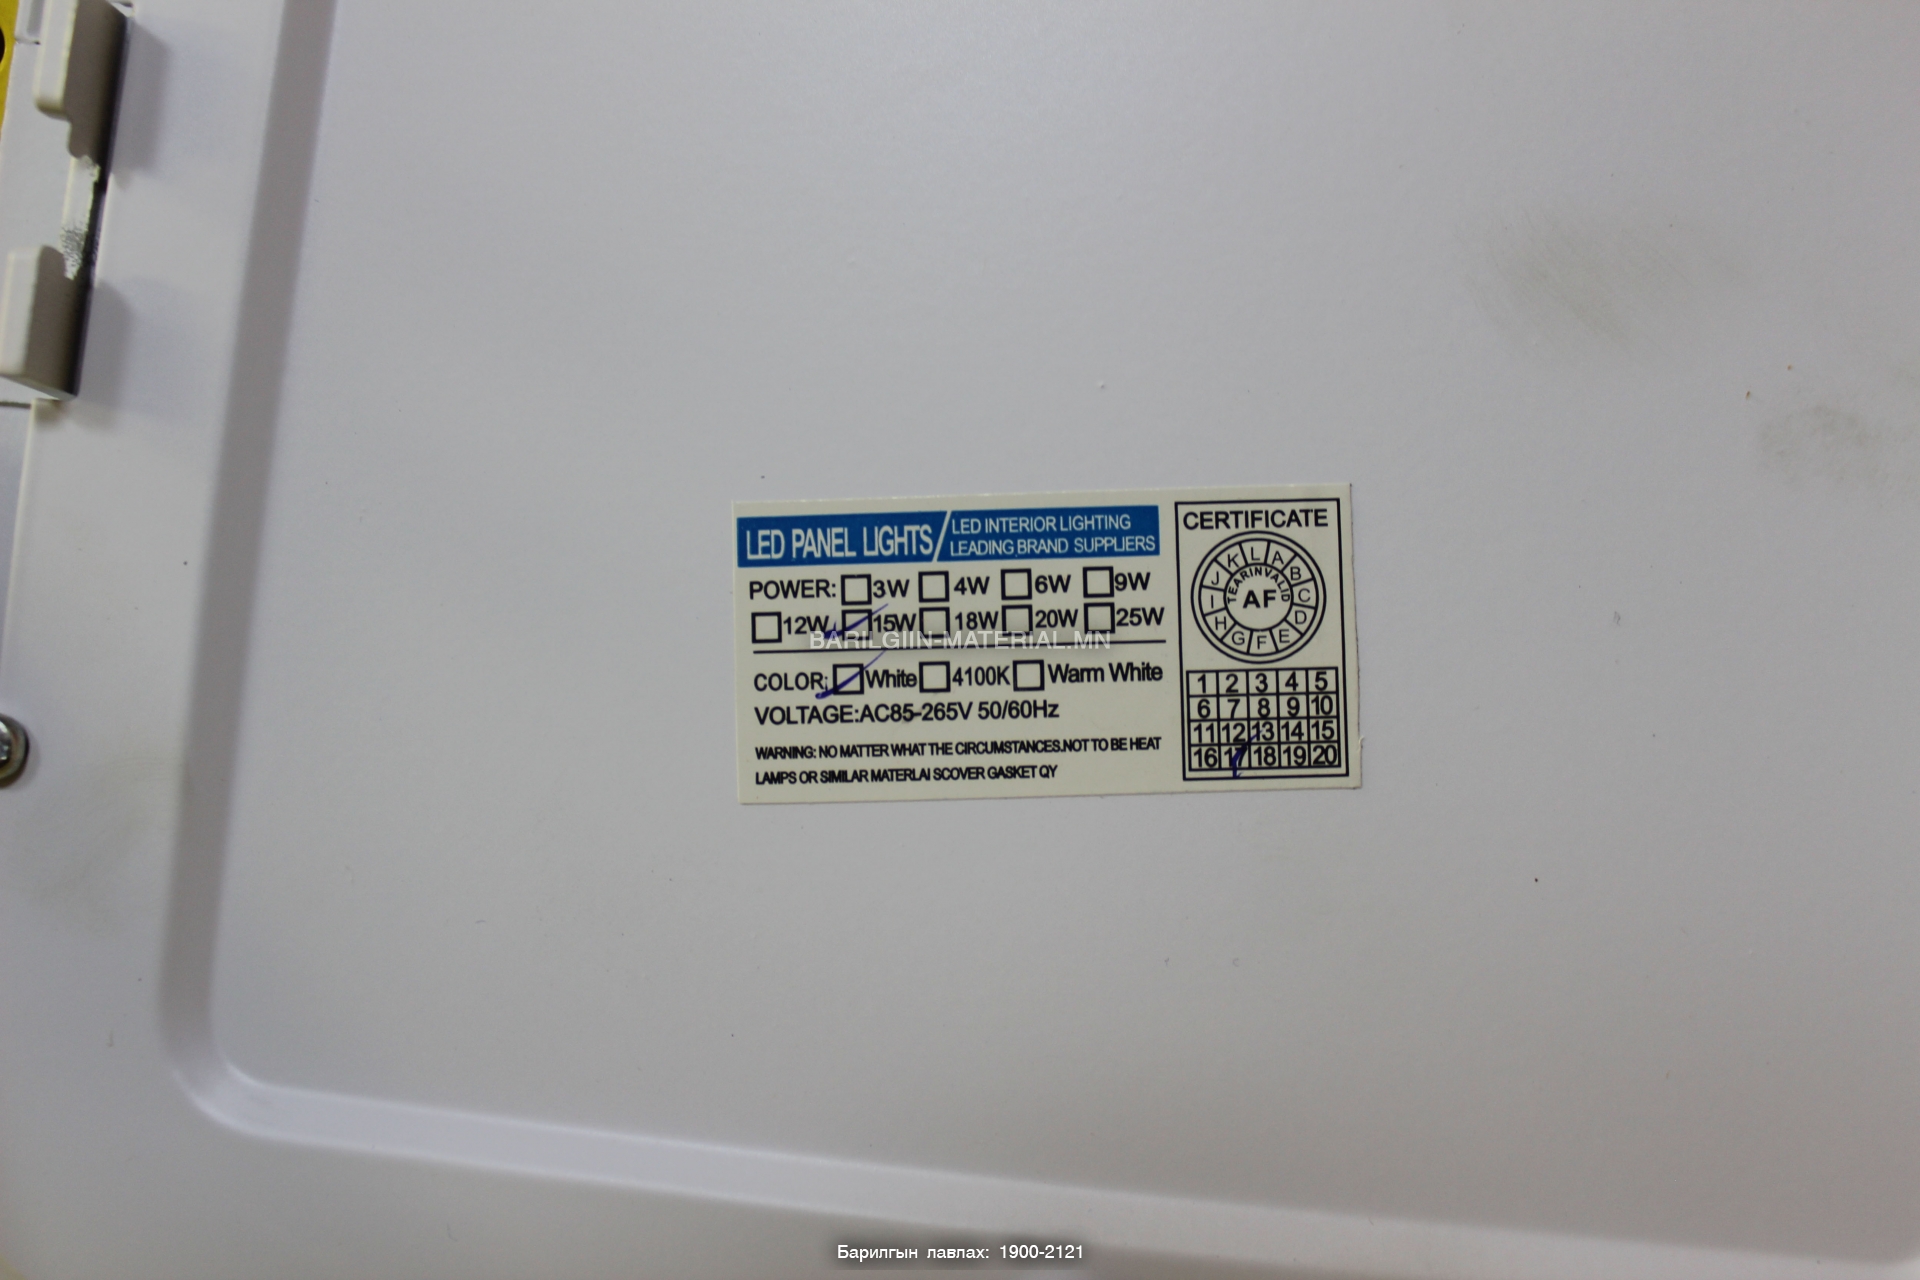 LED PANEL LIGHTS/LED INTERIOR LIGHTING
LEADING BRAND SUPPLIERS
POWER: 3W 4W 6W 9W
12W 15W 18W 20W 25W
BARILGIIN-MATERIAL.MN
COLOR: White 4100K Warm White
VOLTAGE:AC85-265V 50/60Hz
WARNING: NO MATTER WHAT THE CIRCUMSTANCES.NOT TO BE HEAT
LAMPS OR SIMILAR MATERLAI SCOVER GASKET QY
CERTIFICATE
L A B C D E F G H I J K
TEARINVALID
AF
1 2 3 4 5
6 7 8 9 10
11 12 13 14 15
16 17 18 19 20
Барилгын лавлах: 1900-2121